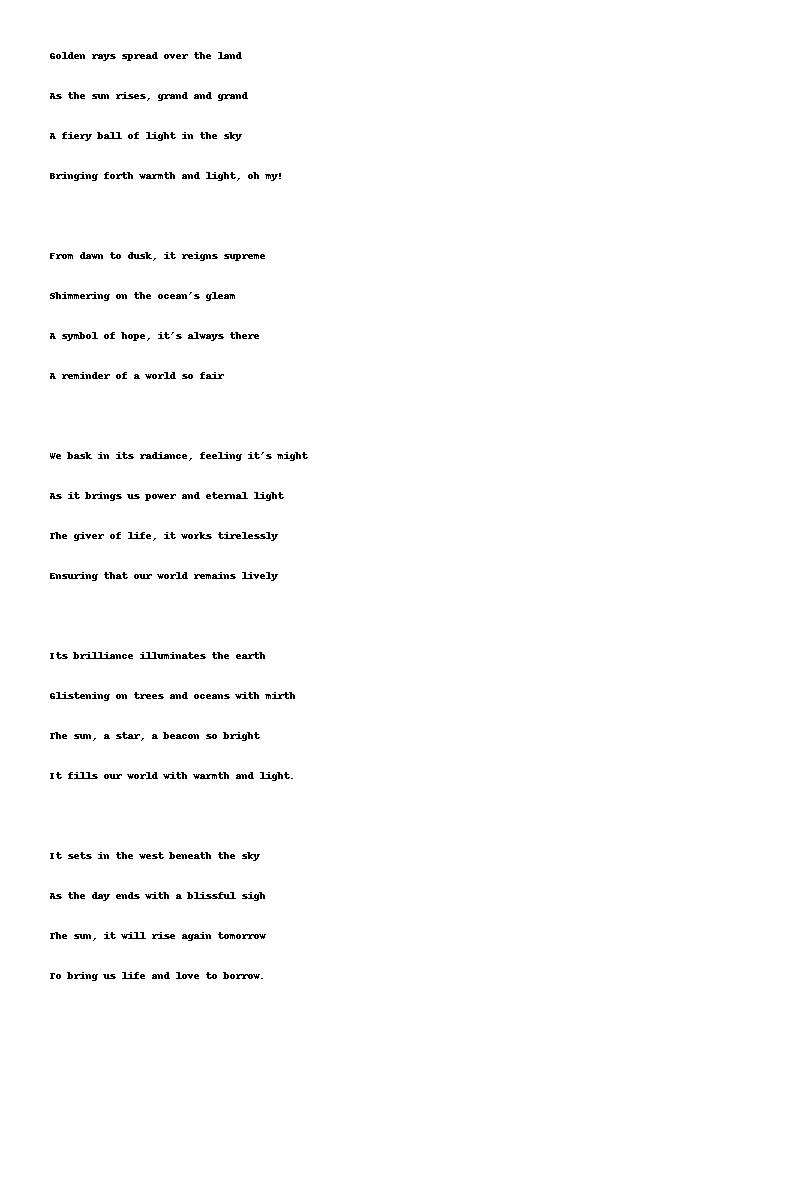 Golden rays spread over the land
As the sun rises, grand and grand
A fiery ball of light in the sky
Bringing forth warmth and light, oh my!

From dawn to dusk, it reigns supreme
Shimmering on the ocean's gleam
A symbol of hope, it's always there
A reminder of a world so fair

We bask in its radiance, feeling it's might
As it brings us power and eternal light
The giver of life, it works tirelessly
Ensuring that our world remains lively

Its brilliance illuminates the earth
Glistening on trees and oceans with mirth
The sun, a star, a beacon so bright
It fills our world with warmth and light.

It sets in the west beneath the sky
As the day ends with a blissful sigh
The sun, it will rise again tomorrow
To bring us life and love to borrow.